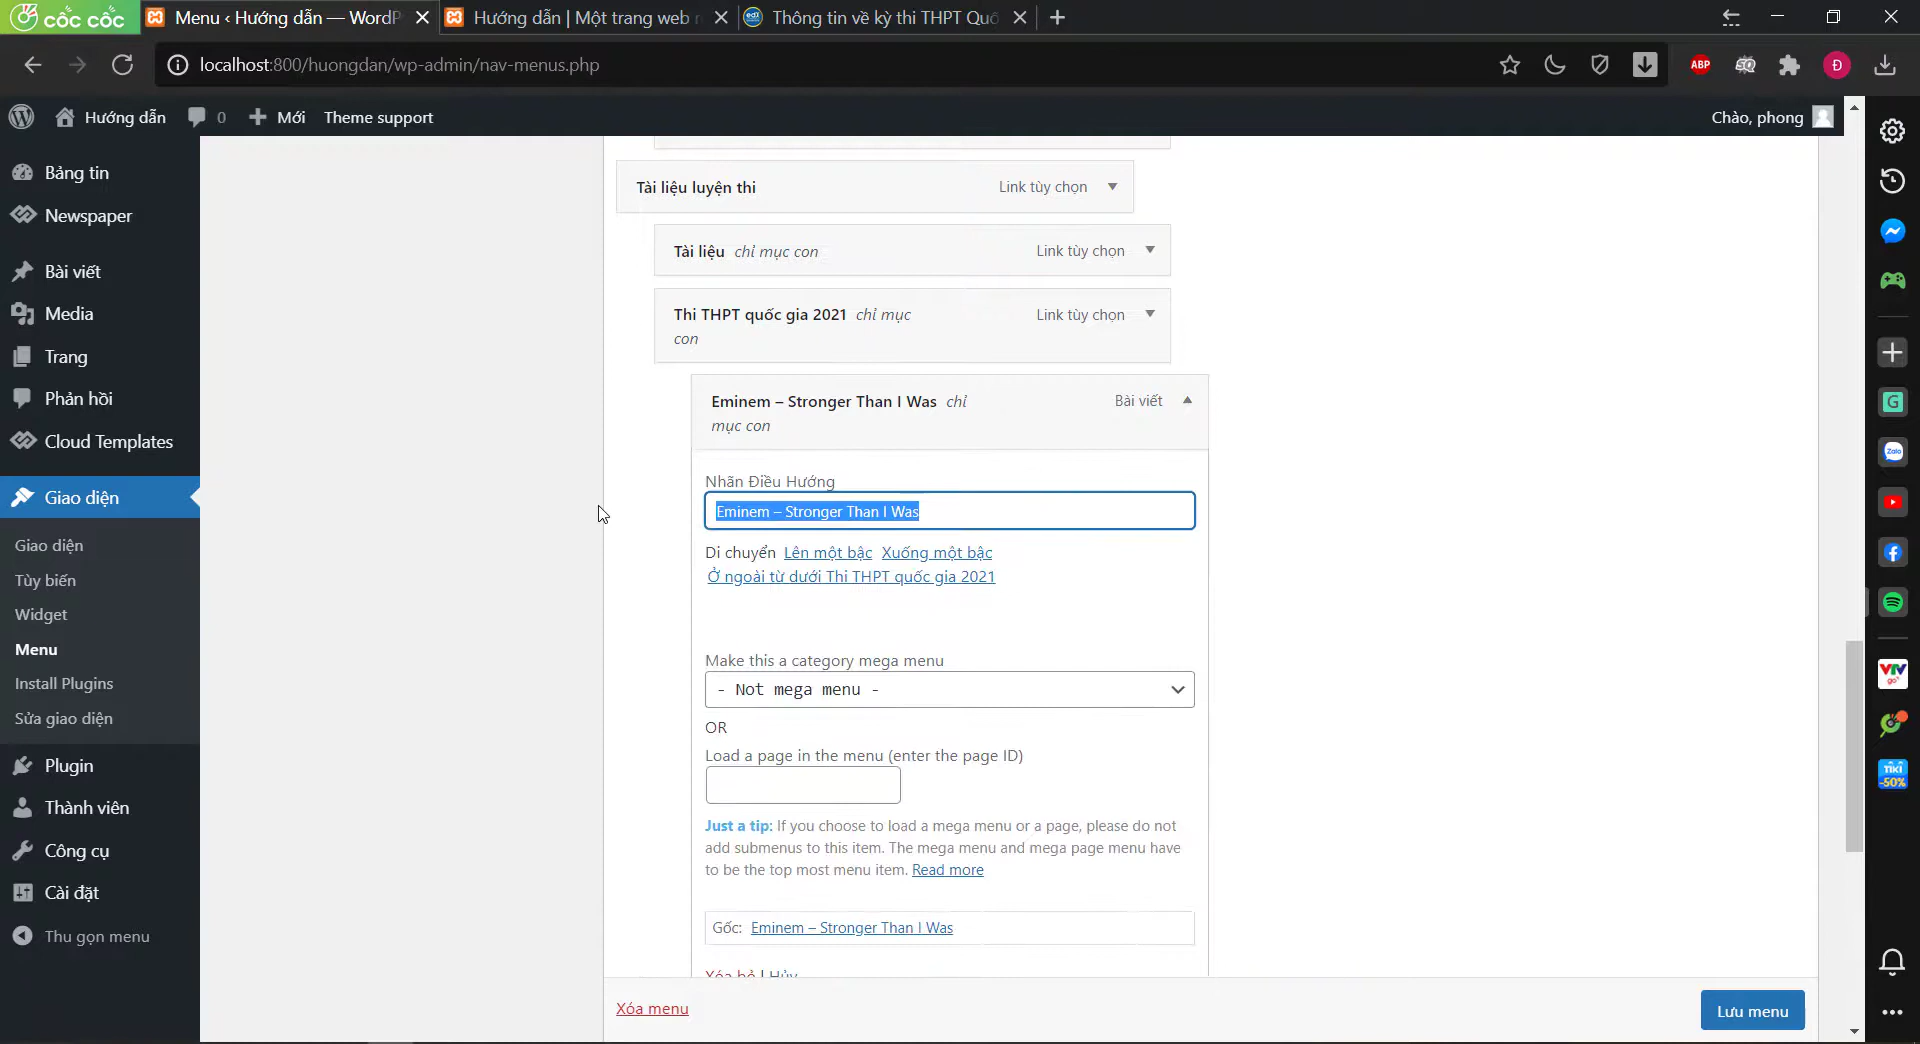 cốc cốc
Menu ‹ Hướng dẫn — WordP
Hướng dẫn | Một trang web
Thông tin về kỳ thi THPT Quố
localhost:800/huongdan/wp-admin/nav-menus.php
ABP
Đ
Hướng dẫn
0
Mới
Theme support
Chào, phong
Bảng tin
Newspaper
Bài viết
Media
Trang
Phản hồi
Cloud Templates
Giao diện
Giao diện
Tùy biến
Widget
Menu
Install Plugins
Sửa giao diện
Plugin
Thành viên
Công cụ
Cài đặt
Thu gọn menu
Tài liệu luyện thi
Link tùy chọn
Tài liệu chỉ mục con
Link tùy chọn
Thi THPT quốc gia 2021 chỉ mục
con
Link tùy chọn
Eminem – Stronger Than I Was chỉ
mục con
Bài viết
Nhãn Điều Hướng
Eminem – Stronger Than I Was
Di chuyển Lên một bậc Xuống một bậc
Ở ngoài từ dưới Thi THPT quốc gia 2021
Make this a category mega menu
- Not mega menu -
OR
Load a page in the menu (enter the page ID)
Just a tip: If you choose to load a mega menu or a page, please do not
add submenus to this item. The mega menu and mega page menu have
to be the top most menu item. Read more
Gốc: Eminem – Stronger Than I Was
Xóa bỏ | Hủy
Xóa menu
Lưu menu
G
Zalo
VTV
go
TIKI
-50%